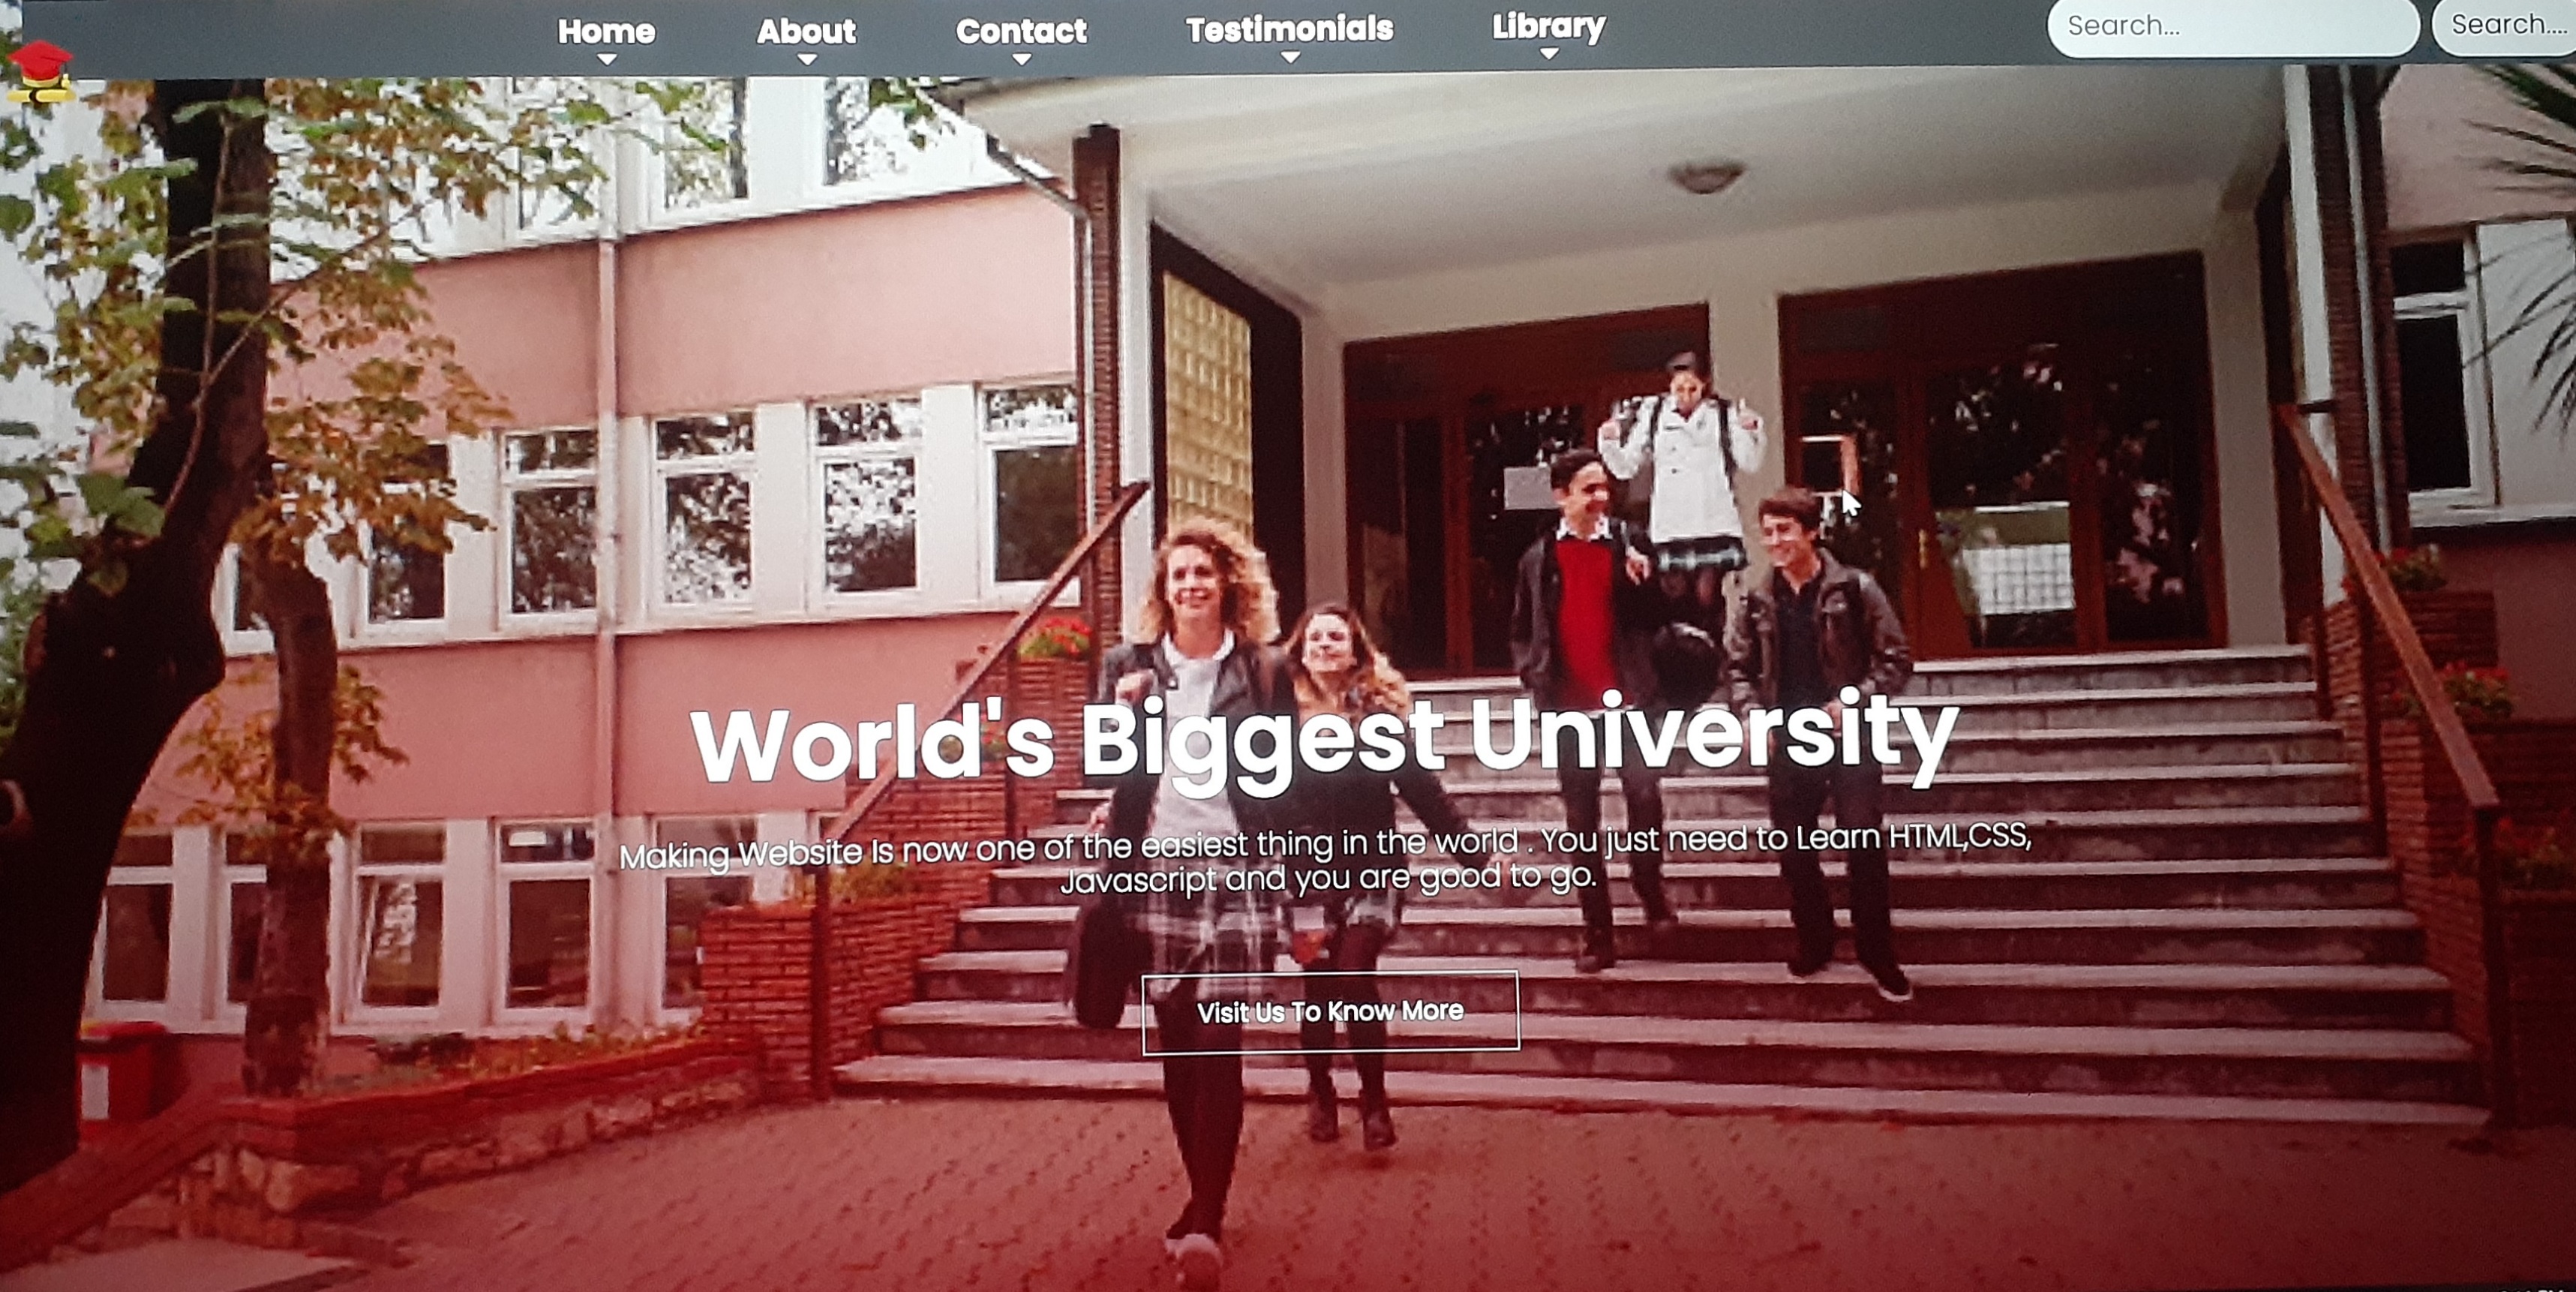 Home About Contact Testimonials Library Search... Search....
World's Biggest University
Making Website Is now one of the easiest thing in the world . You just need to Learn HTML,CSS,
Javascript and you are good to go.
Visit Us To Know More